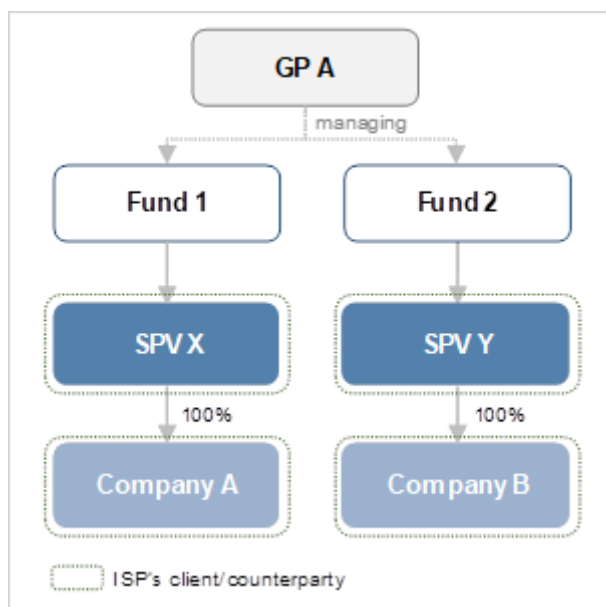 GP A
managing
Fund 1
Fund 2
SPV X
SPV Y
100%
100%
Company A
Company B
ISP's client/counterparty